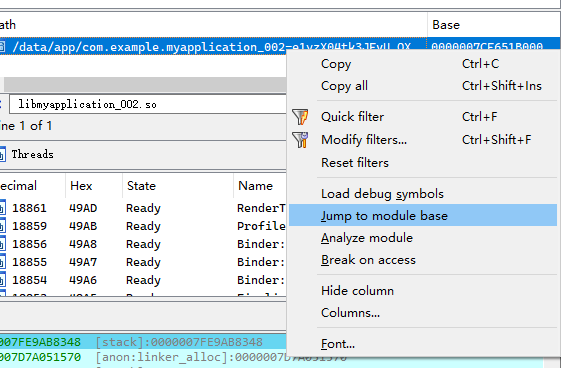 ath Base
/data/app/com.example.myapplication_002=e1yzX0#tk3JFvU_OX 0000007CE651B000
libmyapplication_002.so
ine 1 of 1
Threads
ecimal Hex State Name
18861 49AD Ready RenderT
18859 49AB Ready Profile
18856 49A8 Ready Binder:
18855 49A7 Ready Binder:
18854 49A6 Ready Binder:
007FE9AB8348 [stack]:0000007FE9AB8348
007D7A051570 [anon:linker_alloc]:0000007D7A051570
Copy Ctrl+C
Copy all Ctrl+Shift+Ins
Quick filter Ctrl+F
Modify filters... Ctrl+Shift+F
Reset filters
Load debug symbols
Jump to module base
Analyze module
Break on access
Hide column
Columns...
Font...